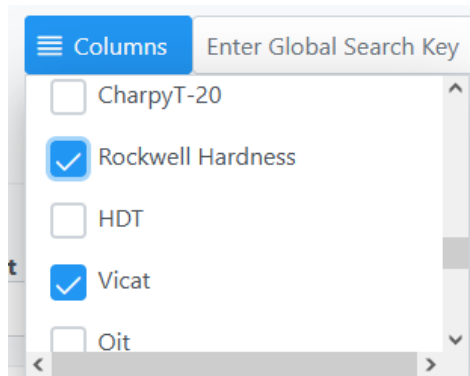 Columns Enter Global Search Key
CharpyT-20
Rockwell Hardness
HDT
t
Vicat
Oit